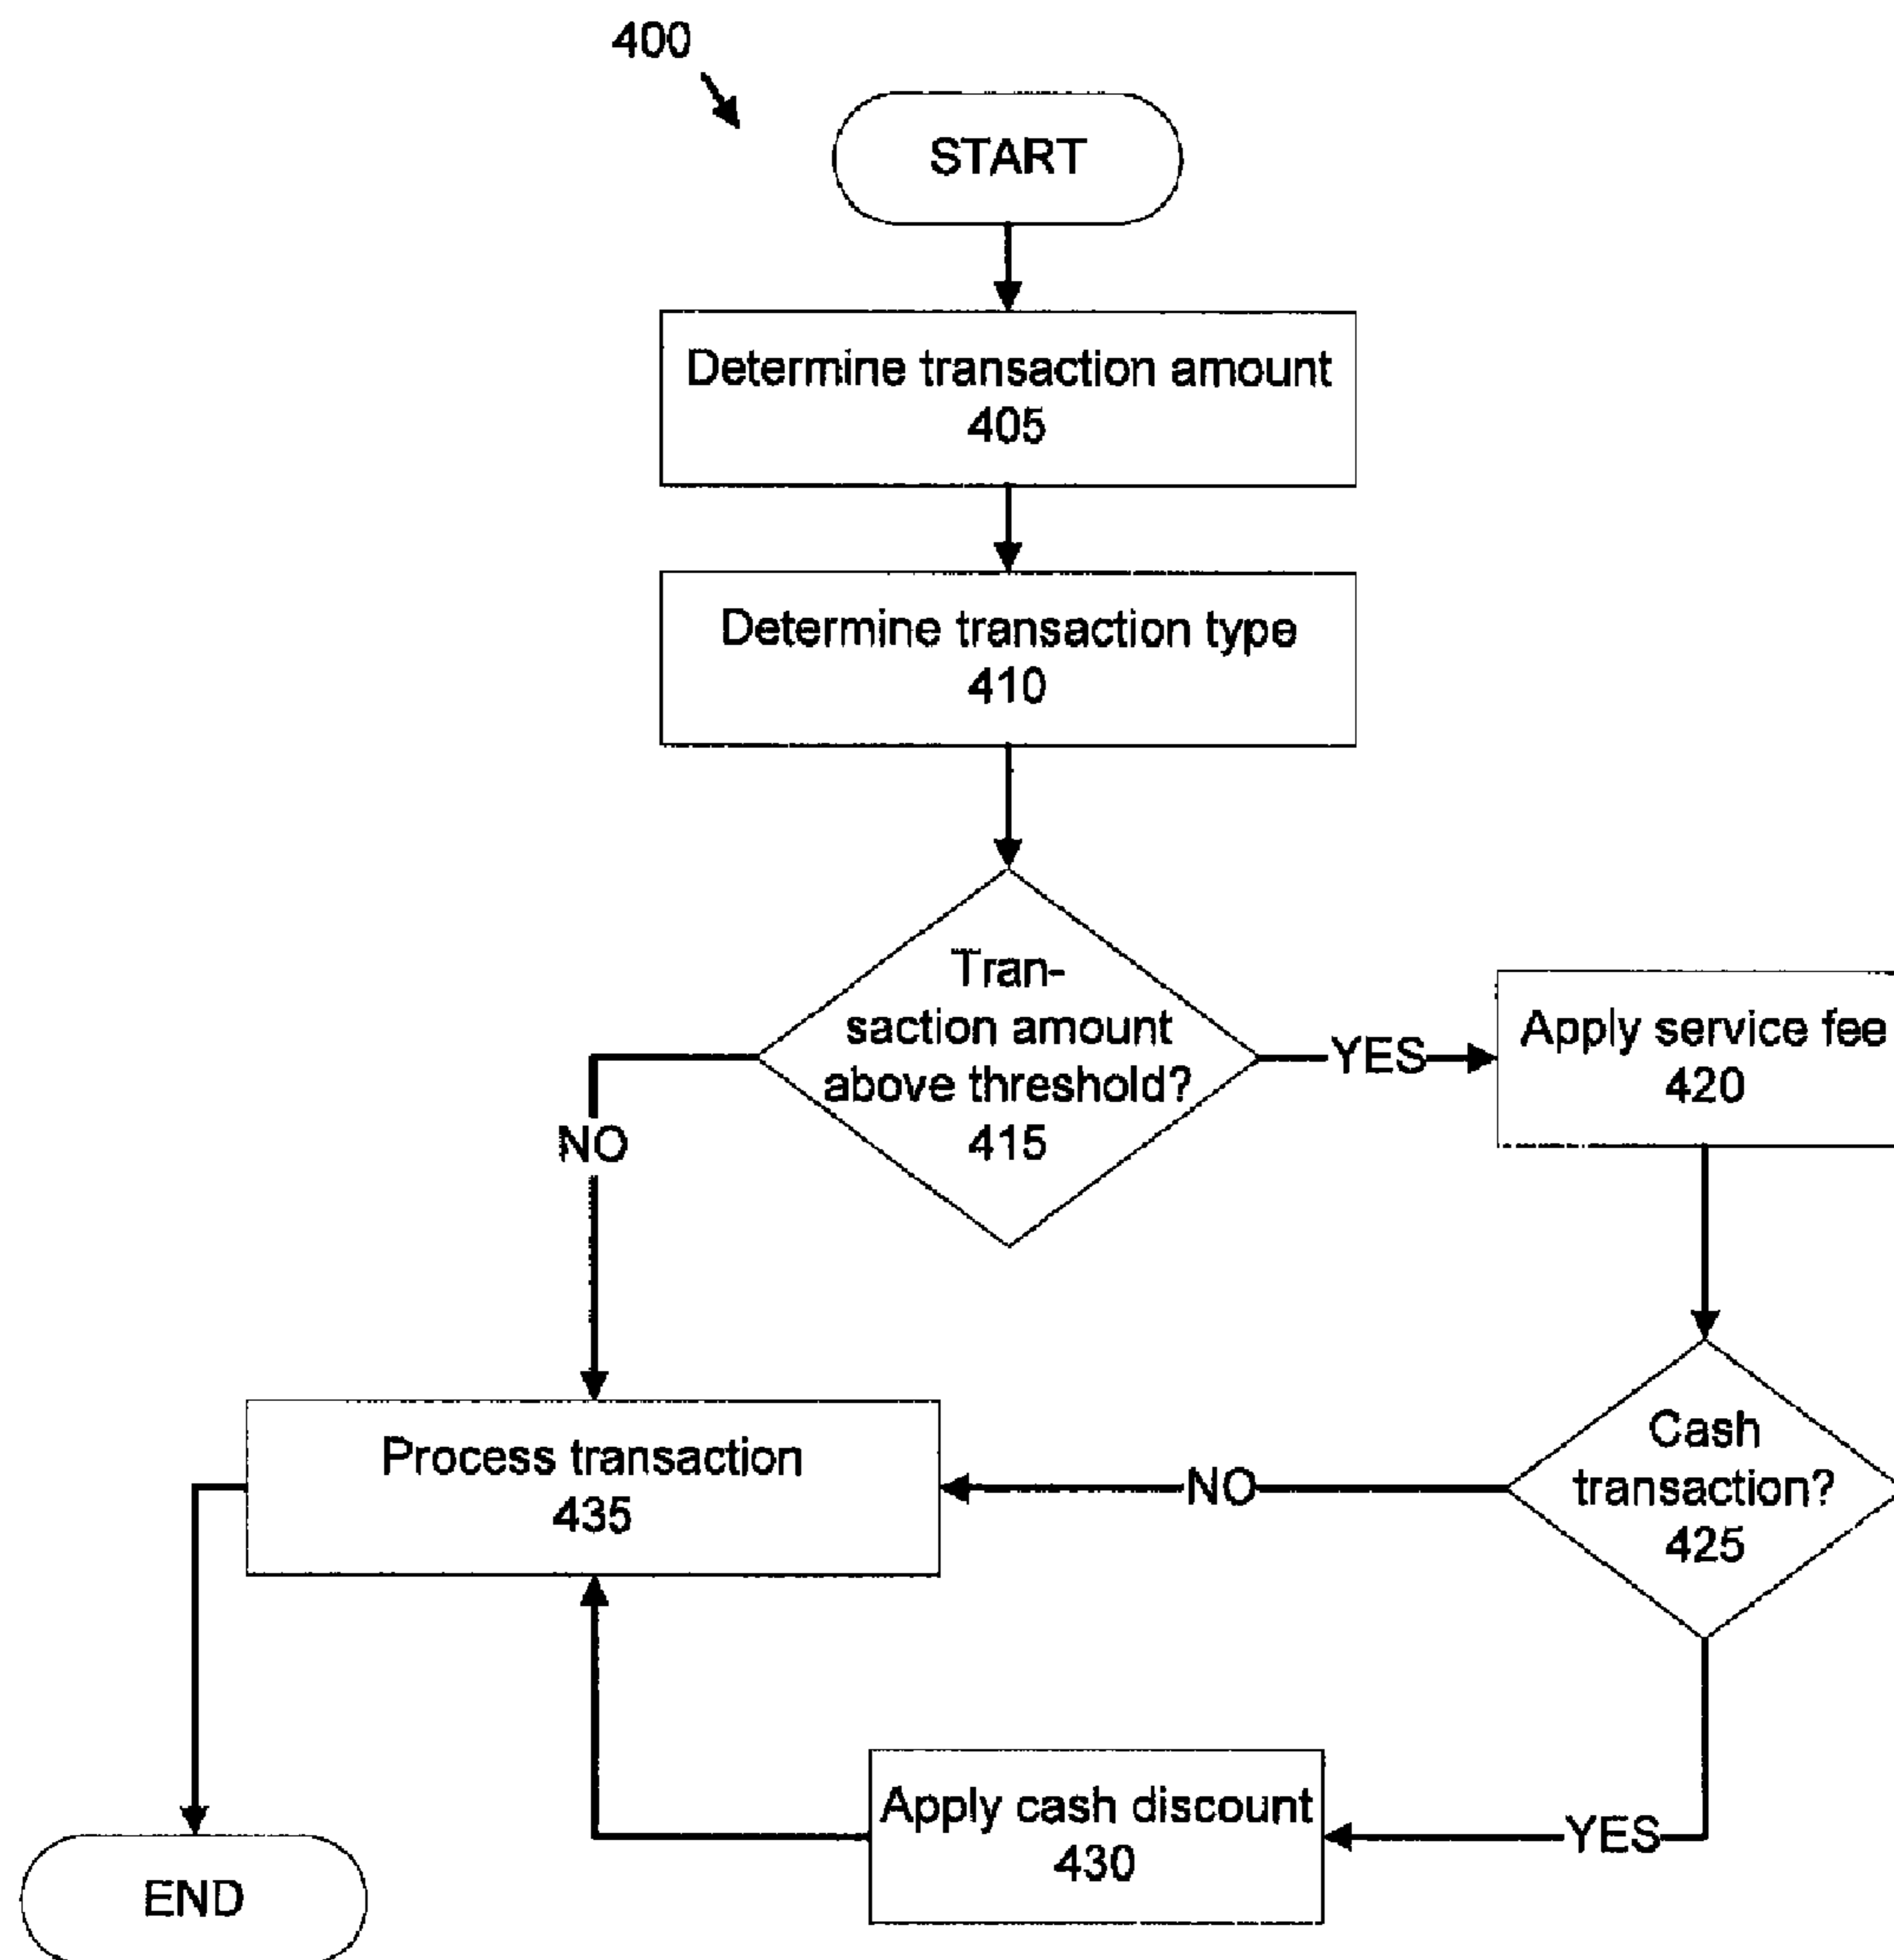 400
START
Determine transaction amount
405
Determine transaction type
410
Tran-
saction amount
above threshold?
415
YES
Apply service fee
420
NO
Cash
transaction?
425
Process transaction
435
NO
Apply cash discount
430
YES
END